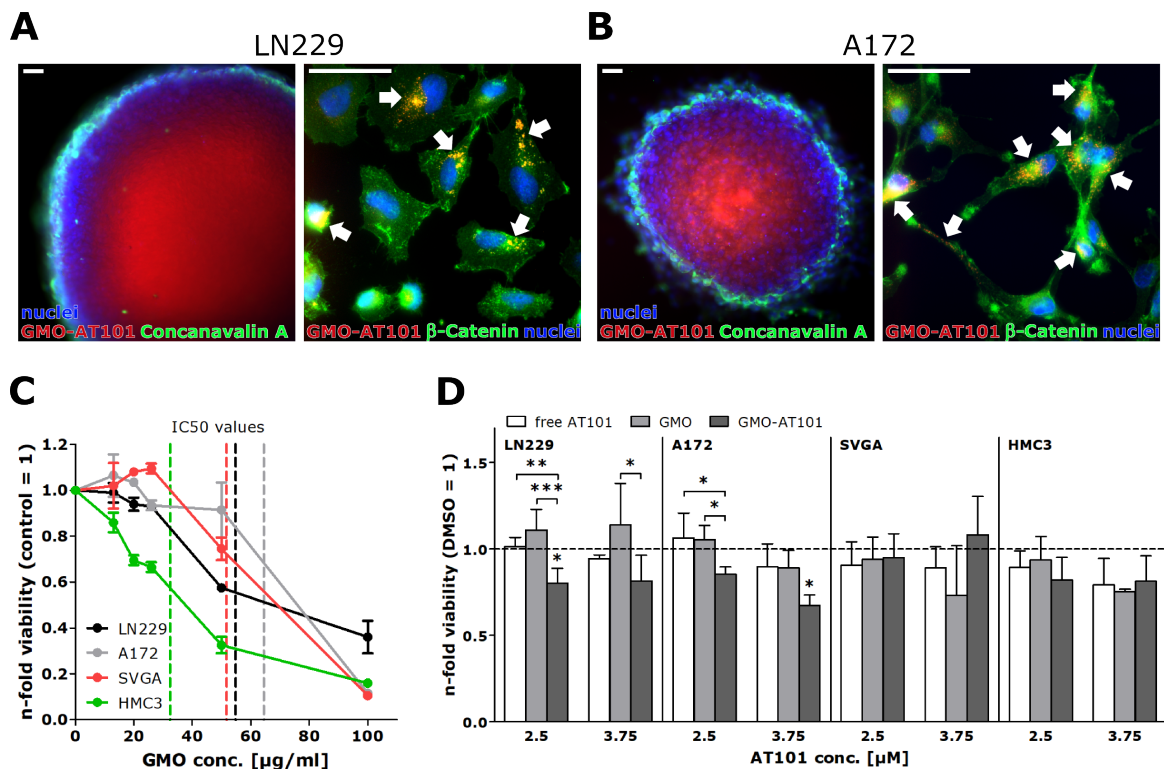 A
LN229
nuclei
GMO-AT101 Concanavalin A
GMO-AT101 β-Catenin nuclei
B
A172
nuclei
GMO-AT101 Concanavalin A
GMO-AT101 β-Catenin nuclei
C
IC50 values
n-fold viability (control = 1)
1.2
1.0
0.8
0.6
0.4
0.2
0.0
LN229
A172
SVGA
HMC3
0 20 40 60 80 100
GMO conc. [µg/ml]
D
free AT101 GMO GMO-AT101
LN229 A172 SVGA HMC3
n-fold viability (DMSO = 1)
1.5
1.0
0.5
0.0
** *** * *
* * *
2.5 3.75 2.5 3.75 2.5 3.75 2.5 3.75
AT101 conc. [µM]